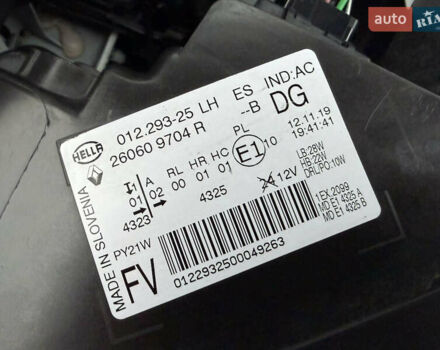 auto RIA
HELLA
012.293-25 LH ES IND:AC
26060 9704 R --B DG
PL
12.11.19
19:41:41
A RL HR HC
01 02 00 01 01
E1 10
4323 4325
12V
LB:28W
HB:22W
DRL/PO:10W
PY21W
1EX.2099
MD E1 4325 A
MD E1 4325 B
FV
0122932500049263
MADE IN SLOVENIA